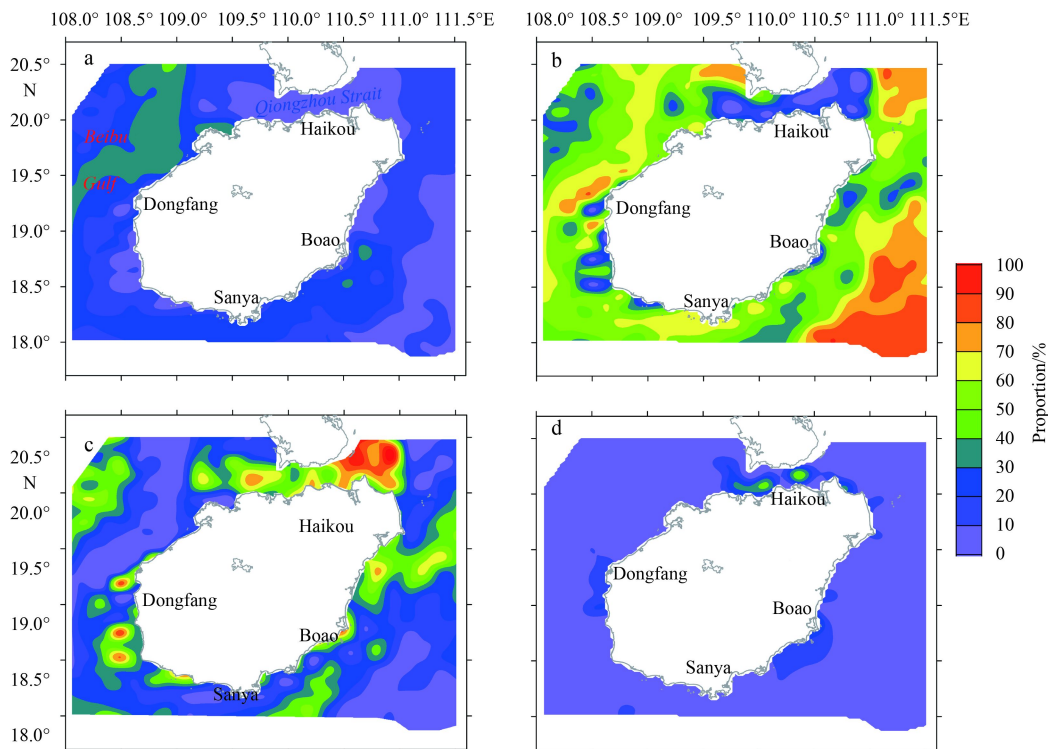 108.0° 108.5° 109.0° 109.5° 110.0° 110.5° 111.0° 111.5°E
108.0° 108.5° 109.0° 109.5° 110.0° 110.5° 111.0° 111.5°E
a
20.5°
N
20.0°
19.5°
19.0°
18.5°
18.0°
Qiongzhou Strait
Haikou
Beibu
Gulf
Dongfang
Boao
Sanya
b
Haikou
Dongfang
Boao
Sanya
c
20.5°
N
20.0°
19.5°
19.0°
18.5°
18.0°
Haikou
Dongfang
Boao
Sanya
d
Haikou
Dongfang
Boao
Sanya
100
90
80
70
60
50
40
30
20
10
0
Proportion/%